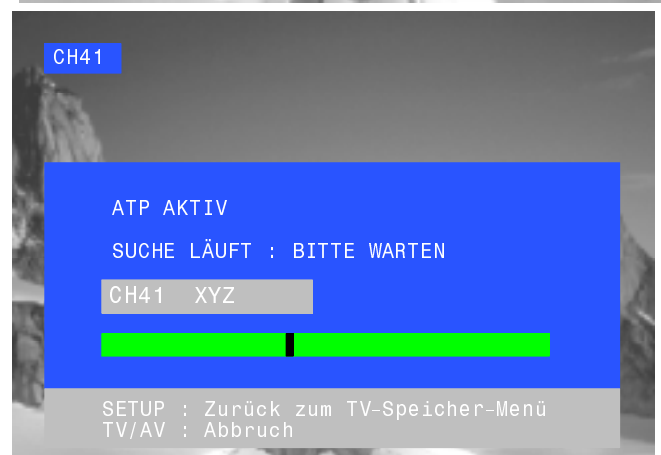 CH41
ATP AKTIV
SUCHE LÄUFT : BITTE WARTEN
CH41 XYZ
SETUP : Zurück zum TV-Speicher-Menü
TV/AV : Abbruch